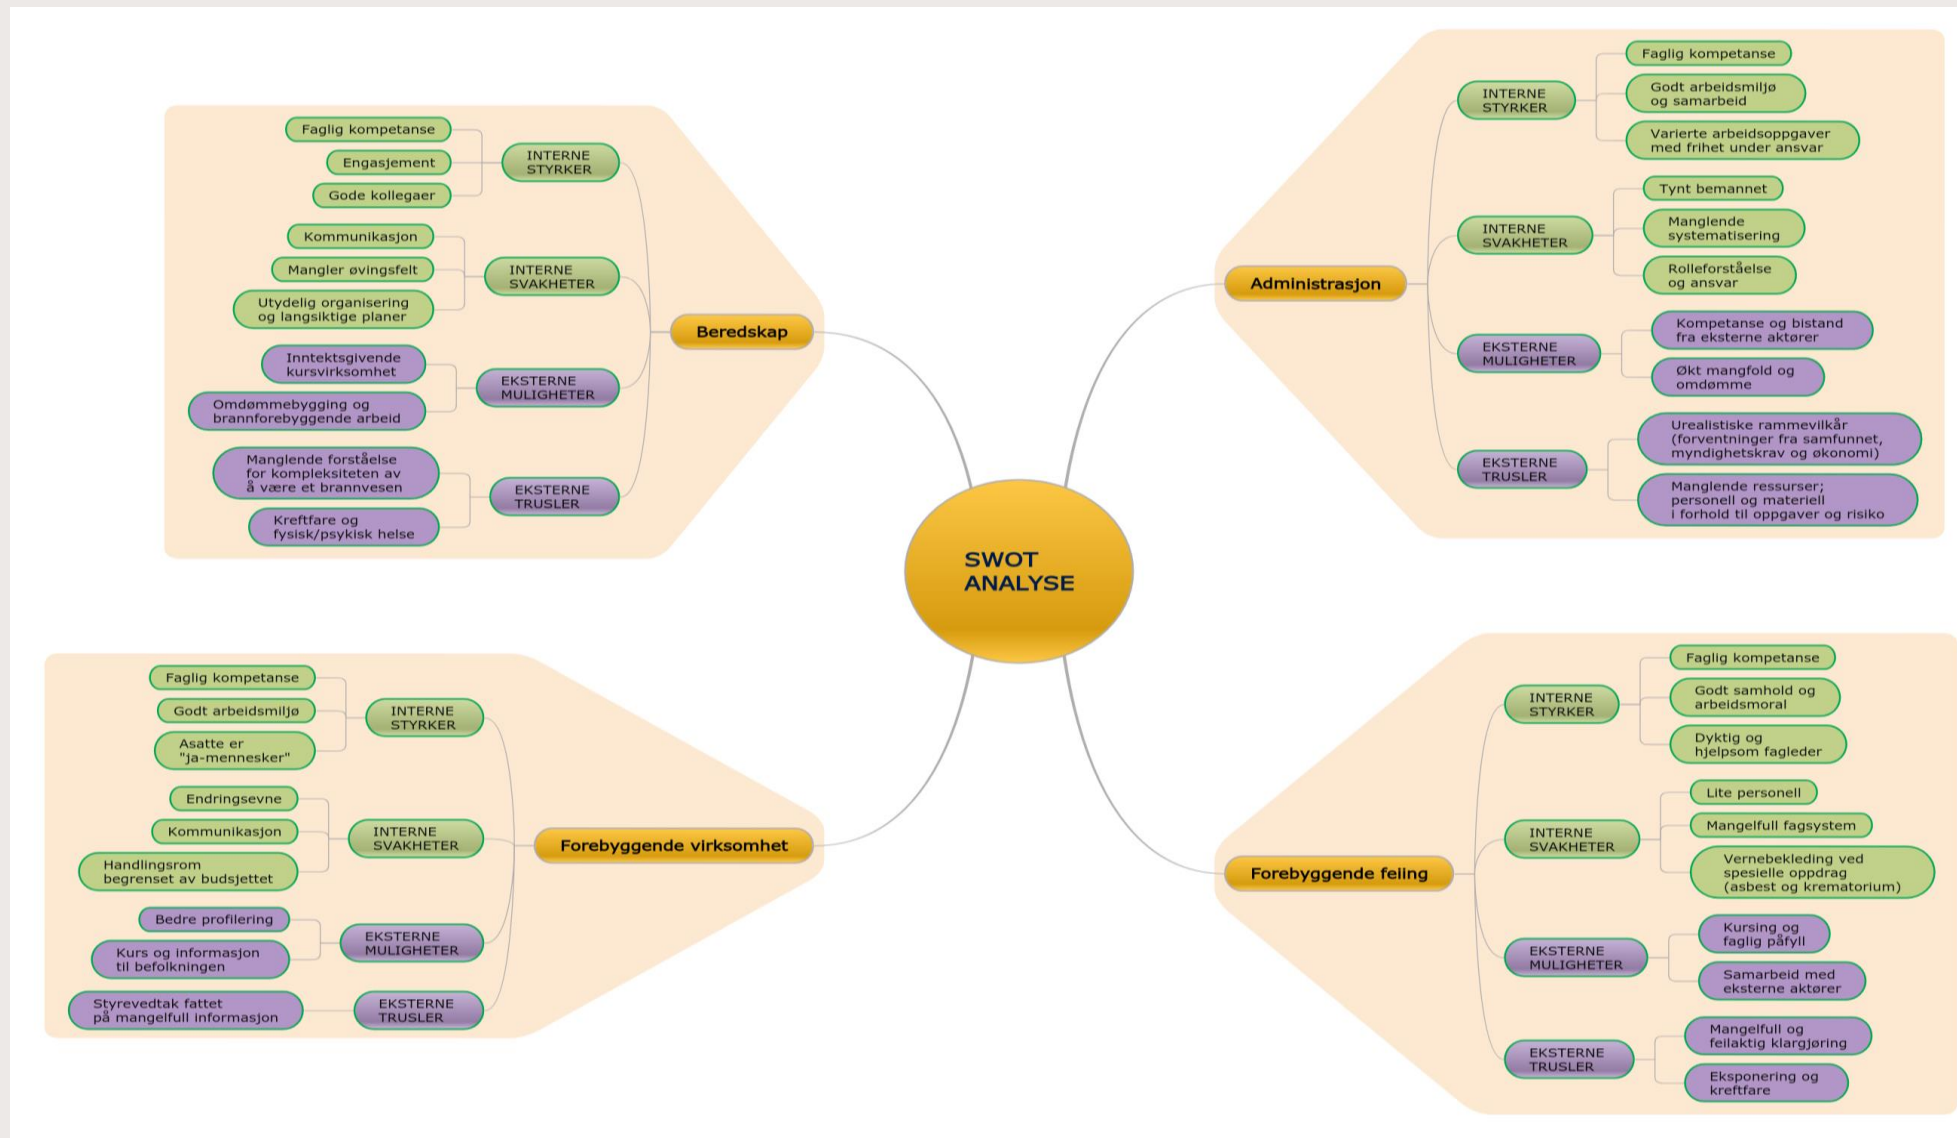 SWOT
ANALYSE
Beredskap
INTERNE
STYRKER
Faglig kompetanse
Engasjement
Gode kollegaer
INTERNE
SVAKHETER
Kommunikasjon
Mangler øvingsfelt
Utydelig organisering
og langsiktige planer
EKSTERNE
MULIGHETER
Inntektsgivende
kursvirksomhet
Omdømmebygging og
brannforebyggende arbeid
EKSTERNE
TRUSLER
Manglende forståelse
for kompleksiteten av
å være et brannvesen
Kreftfare og
fysisk/psykisk helse
Administrasjon
INTERNE
STYRKER
Faglig kompetanse
Godt arbeidsmiljø
og samarbeid
Varierte arbeidsoppgaver
med frihet under ansvar
INTERNE
SVAKHETER
Tynt bemannet
Manglende
systematisering
Rolleforståelse
og ansvar
EKSTERNE
MULIGHETER
Kompetanse og bistand
fra eksterne aktører
Økt mangfold og
omdømme
EKSTERNE
TRUSLER
Urealistiske rammevilkår
(forventninger fra samfunnet,
myndighetskrav og økonomi)
Manglende ressurser;
personell og materiell
i forhold til oppgaver og risiko
Forebyggende virksomhet
INTERNE
STYRKER
Faglig kompetanse
Godt arbeidsmiljø
Asatte er
"ja-mennesker"
INTERNE
SVAKHETER
Endringsevne
Kommunikasjon
Handlingsrom
begrenset av budsjettet
EKSTERNE
MULIGHETER
Bedre profilering
Kurs og informasjon
til befolkningen
EKSTERNE
TRUSLER
Styrevedtak fattet
på mangelfull informasjon
Forebyggende feiing
INTERNE
STYRKER
Faglig kompetanse
Godt samhold og
arbeidsmoral
Dyktig og
hjelpsom fagleder
INTERNE
SVAKHETER
Lite personell
Mangelfull fagsystem
Vernebekleding ved
spesielle oppdrag
(asbest og krematorium)
EKSTERNE
MULIGHETER
Kursing og
faglig påfyll
Samarbeid med
eksterne aktører
EKSTERNE
TRUSLER
Mangelfull og
feilaktig klargjøring
Eksponering og
kreftfare